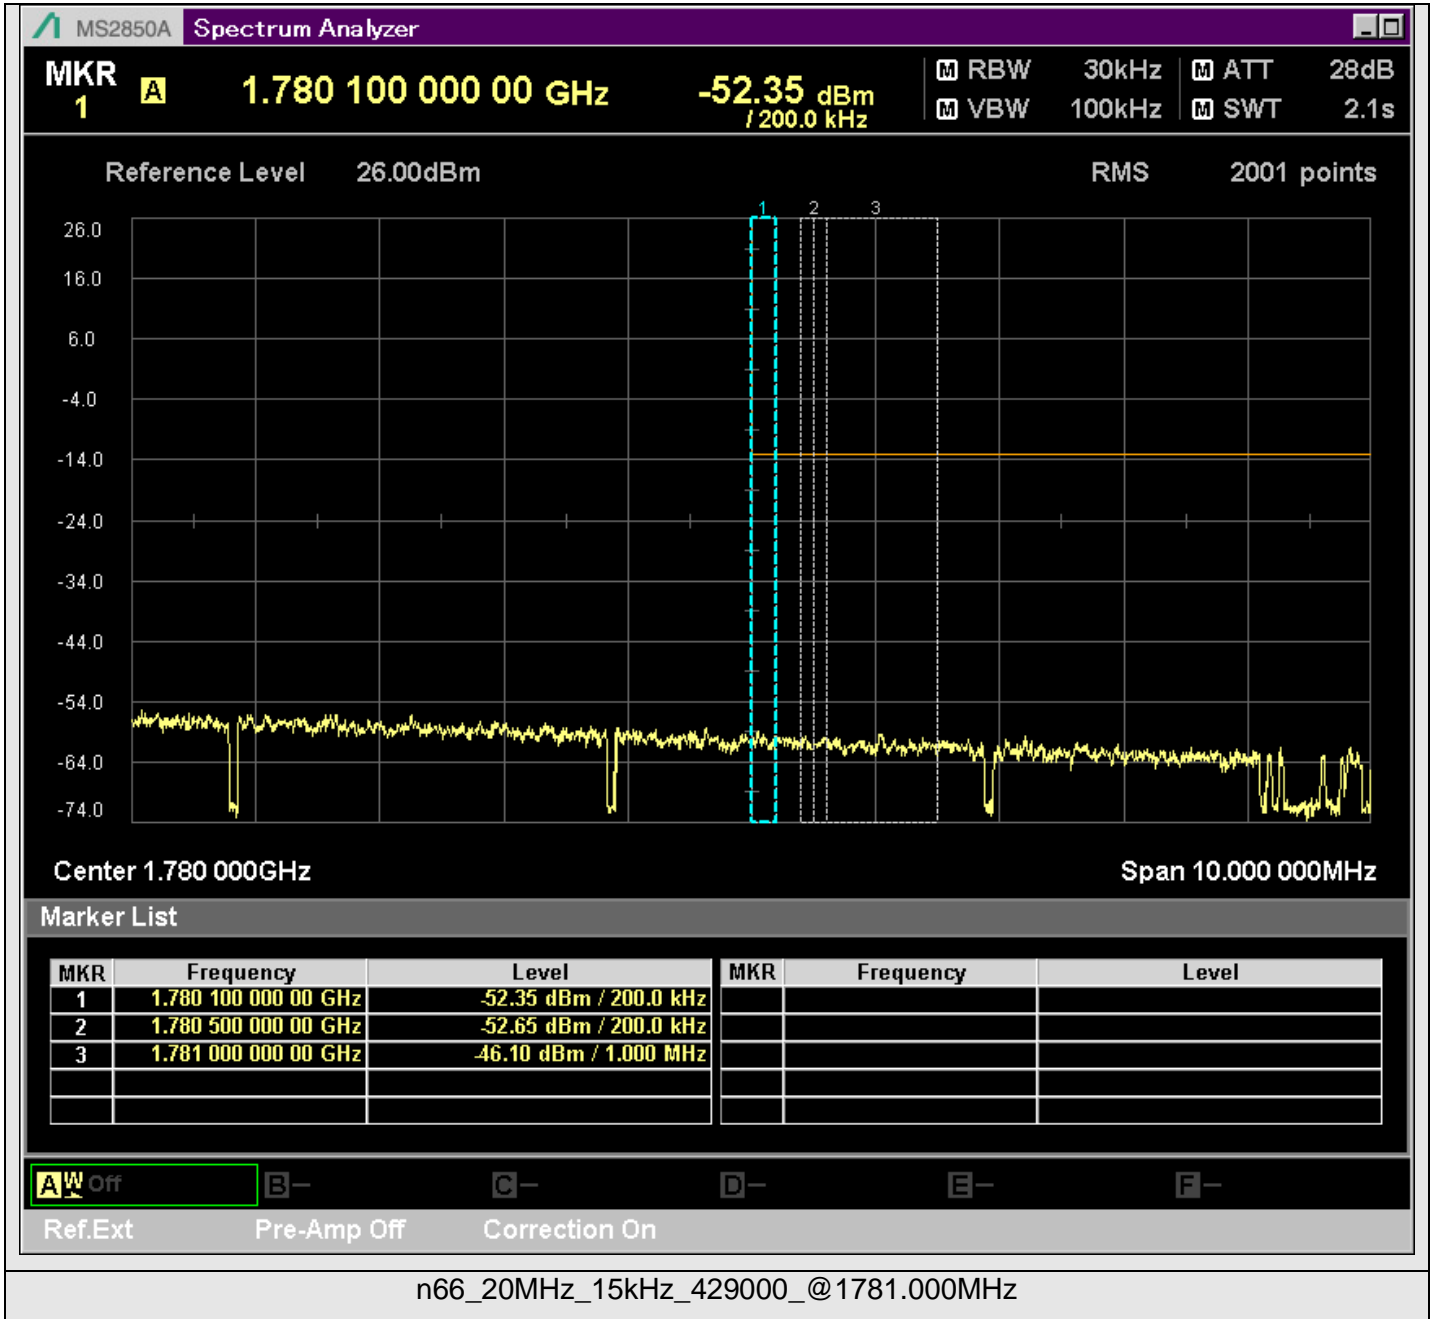 MS2850A Spectrum Analyzer
MKR 1 A 1.780 100 000 00 GHz -52.35 dBm / 200.0 kHz
M RBW 30kHz M ATT 28dB
M VBW 100kHz M SWT 2.1s
Reference Level 26.00dBm RMS 2001 points
1 2 3
26.0
16.0
6.0
-4.0
-14.0
-24.0
-34.0
-44.0
-54.0
-64.0
-74.0
Center 1.780 000GHz Span 10.000 000MHz
Marker List
MKR Frequency Level MKR Frequency Level
1 1.780 100 000 00 GHz -52.35 dBm / 200.0 kHz
2 1.780 500 000 00 GHz -52.65 dBm / 200.0 kHz
3 1.781 000 000 00 GHz -46.10 dBm / 1.000 MHz
A W Off B - C - D - E - F -
Ref.Ext Pre-Amp Off Correction On
n66_20MHz_15kHz_429000_@1781.000MHz